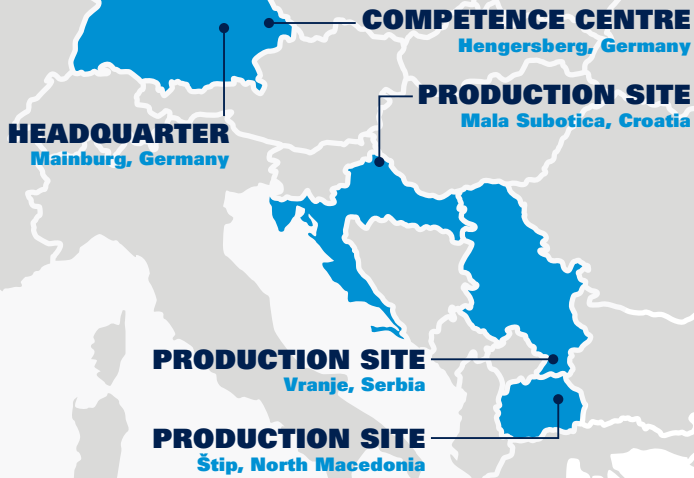 COMPETENCE CENTRE
Hengersberg, Germany
PRODUCTION SITE
Mala Subotica, Croatia
HEADQUARTER
Mainburg, Germany
PRODUCTION SITE
Vranje, Serbia
PRODUCTION SITE
Štip, North Macedonia